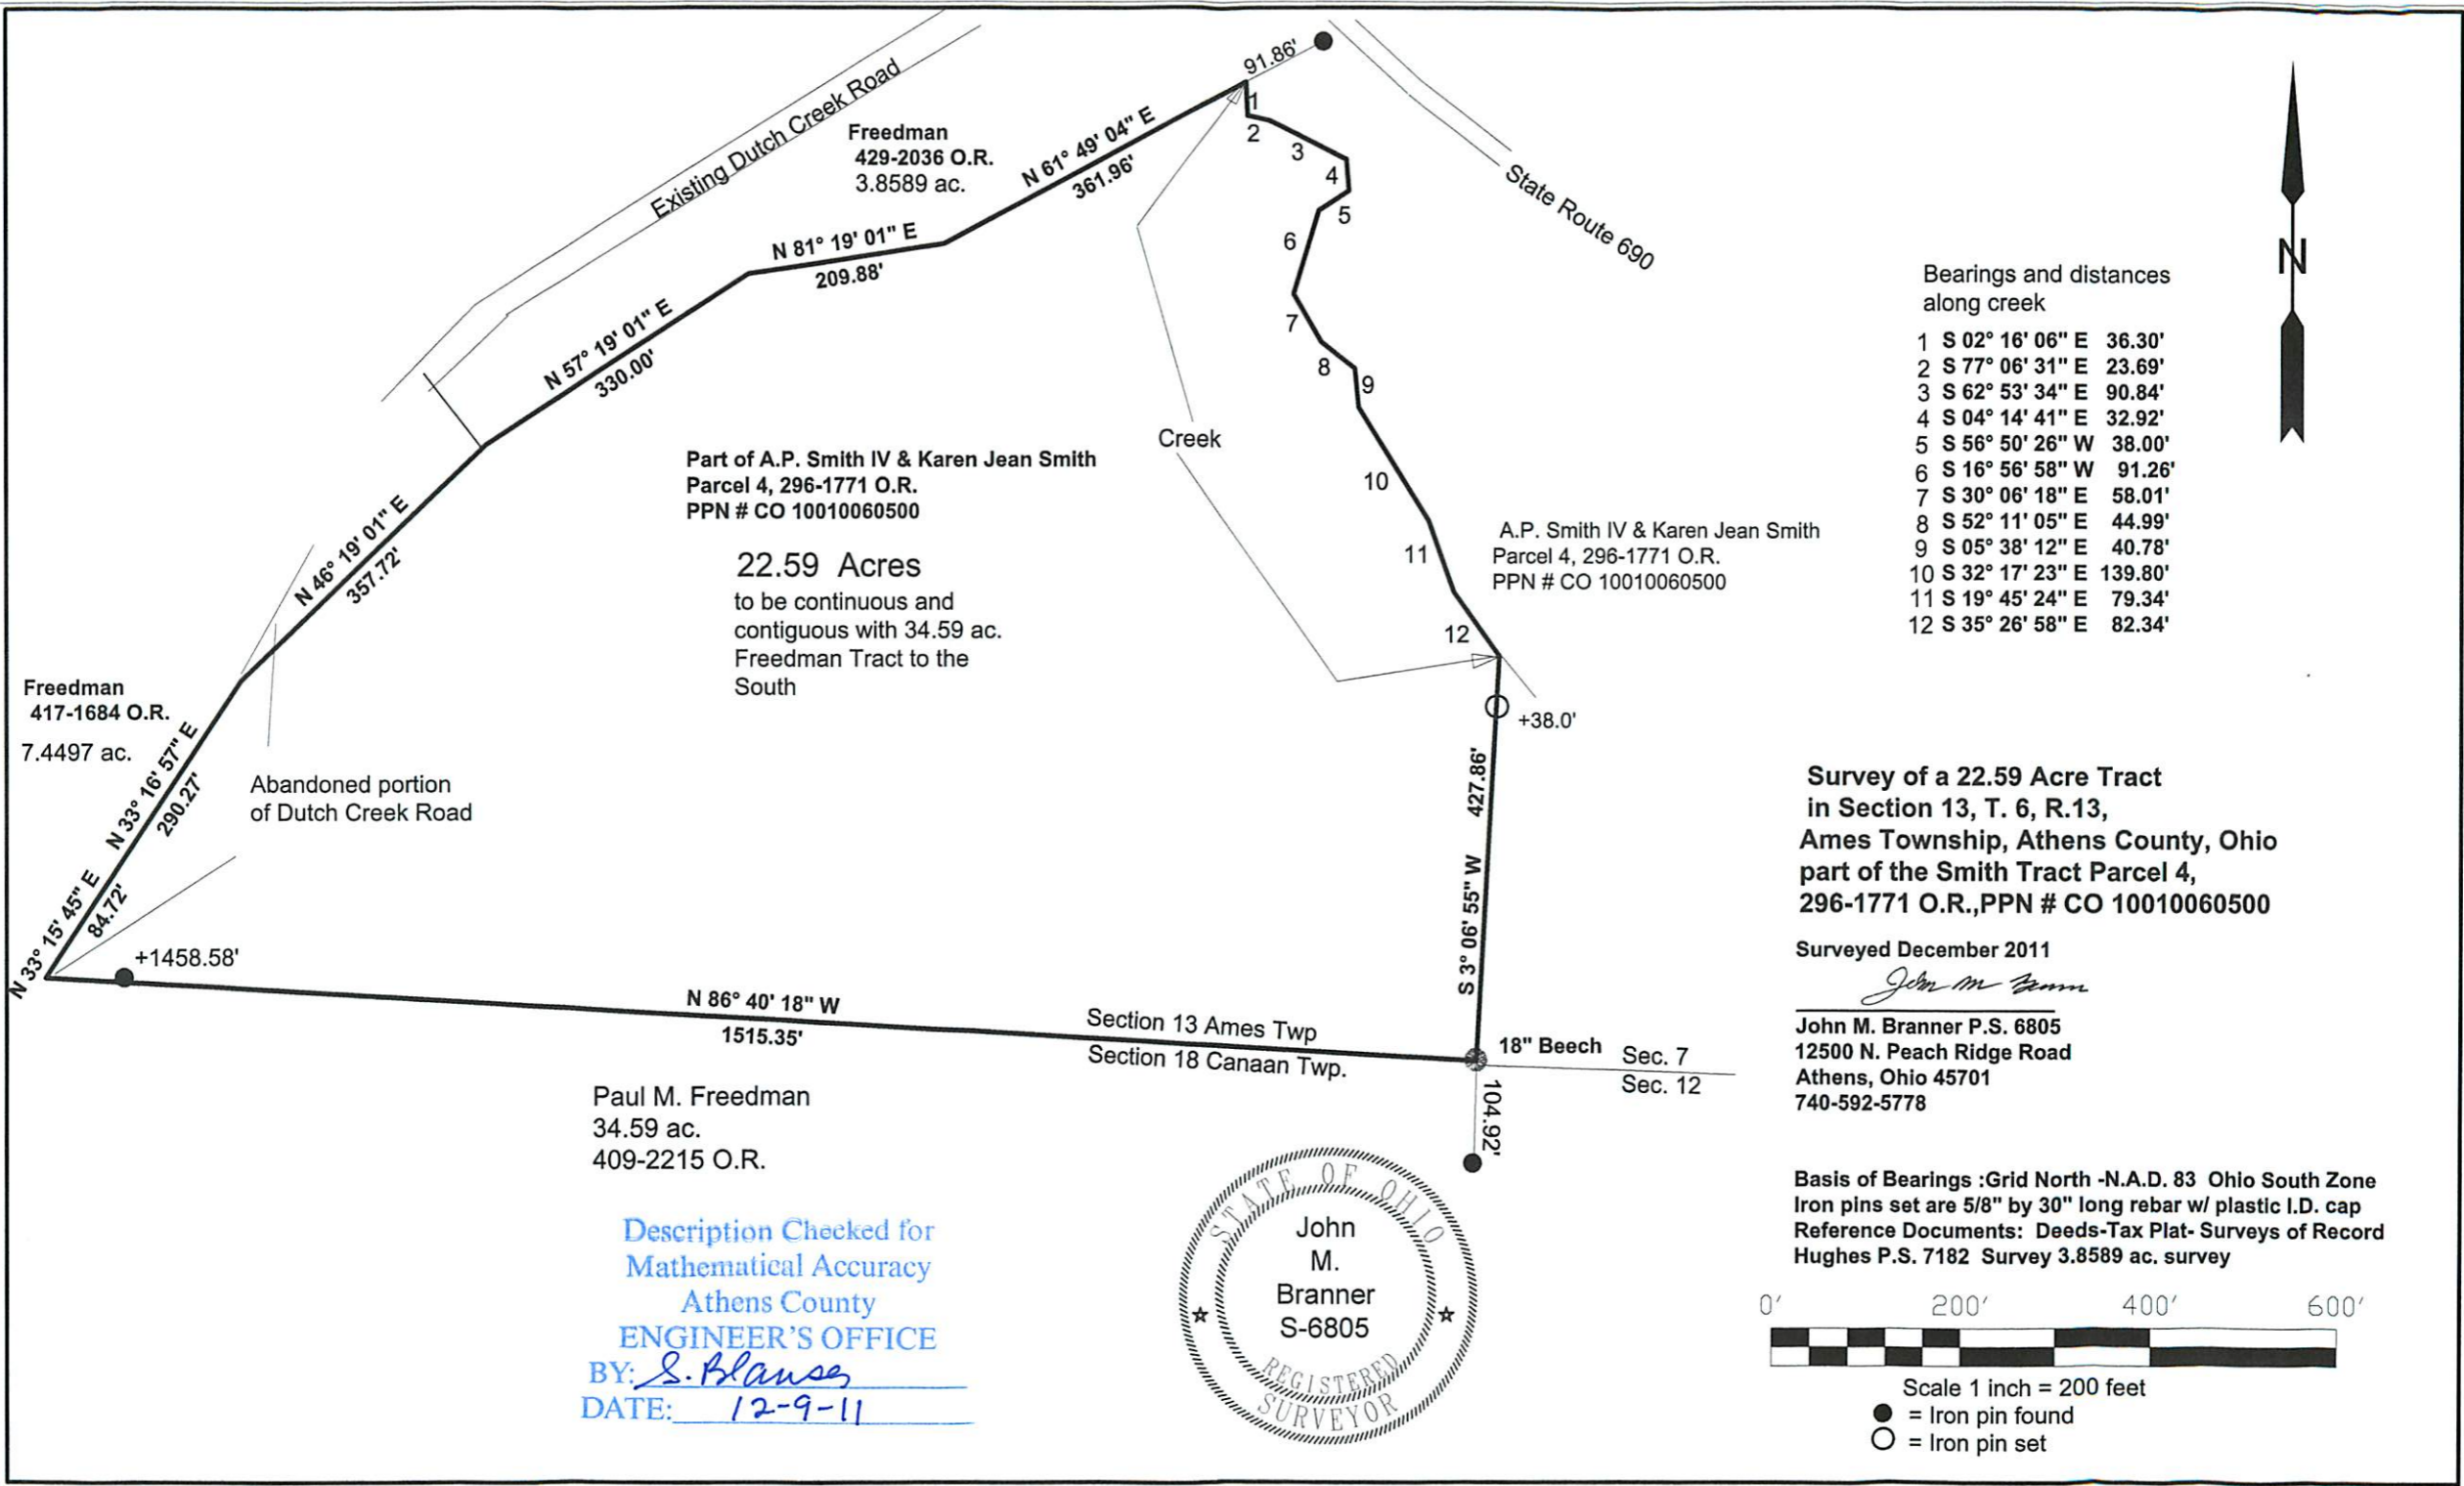 91.86'
1
2
3
4
5
6
7
8
9
10
11
12
Existing Dutch Creek Road
Freedman
429-2036 O.R.
3.8589 ac.
N 61° 49' 04" E
361.96'
State Route 690
N 81° 19' 01" E
209.88'
N 57° 19' 01" E
330.00'
N 46° 19' 01" E
357.72'
N 33° 16' 57" E
290.27'
N 33° 15' 45" E
84.72'
Creek
Part of A.P. Smith IV & Karen Jean Smith
Parcel 4, 296-1771 O.R.
PPN # CO 10010060500
22.59 Acres
to be continuous and
contiguous with 34.59 ac.
Freedman Tract to the
South
A.P. Smith IV & Karen Jean Smith
Parcel 4, 296-1771 O.R.
PPN # CO 10010060500
Freedman
417-1684 O.R.
7.4497 ac.
Abandoned portion
of Dutch Creek Road
+1458.58'
+38.0'
427.86'
S 3° 06' 55" W
N 86° 40' 18" W
1515.35'
Section 13 Ames Twp
Section 18 Canaan Twp.
18" Beech
Sec. 7
Sec. 12
104.92'
Paul M. Freedman
34.59 ac.
409-2215 O.R.
Description Checked for
Mathematical Accuracy
Athens County
ENGINEER'S OFFICE
BY:
DATE: 12-9-11
STATE OF OHIO
John
M.
Branner
S-6805
REGISTERED
SURVEYOR
N
Bearings and distances
along creek
1 S 02° 16' 06" E 36.30'
2 S 77° 06' 31" E 23.69'
3 S 62° 53' 34" E 90.84'
4 S 04° 14' 41" E 32.92'
5 S 56° 50' 26" W 38.00'
6 S 16° 56' 58" W 91.26'
7 S 30° 06' 18" E 58.01'
8 S 52° 11' 05" E 44.99'
9 S 05° 38' 12" E 40.78'
10 S 32° 17' 23" E 139.80'
11 S 19° 45' 24" E 79.34'
12 S 35° 26' 58" E 82.34'
Survey of a 22.59 Acre Tract
in Section 13, T. 6, R.13,
Ames Township, Athens County, Ohio
part of the Smith Tract Parcel 4,
296-1771 O.R.,PPN # CO 10010060500
Surveyed December 2011
John M. Branner P.S. 6805
12500 N. Peach Ridge Road
Athens, Ohio 45701
740-592-5778
Basis of Bearings :Grid North -N.A.D. 83 Ohio South Zone
Iron pins set are 5/8" by 30" long rebar w/ plastic I.D. cap
Reference Documents: Deeds-Tax Plat- Surveys of Record
Hughes P.S. 7182 Survey 3.8589 ac. survey
0' 200' 400' 600'
Scale 1 inch = 200 feet
= Iron pin found
= Iron pin set